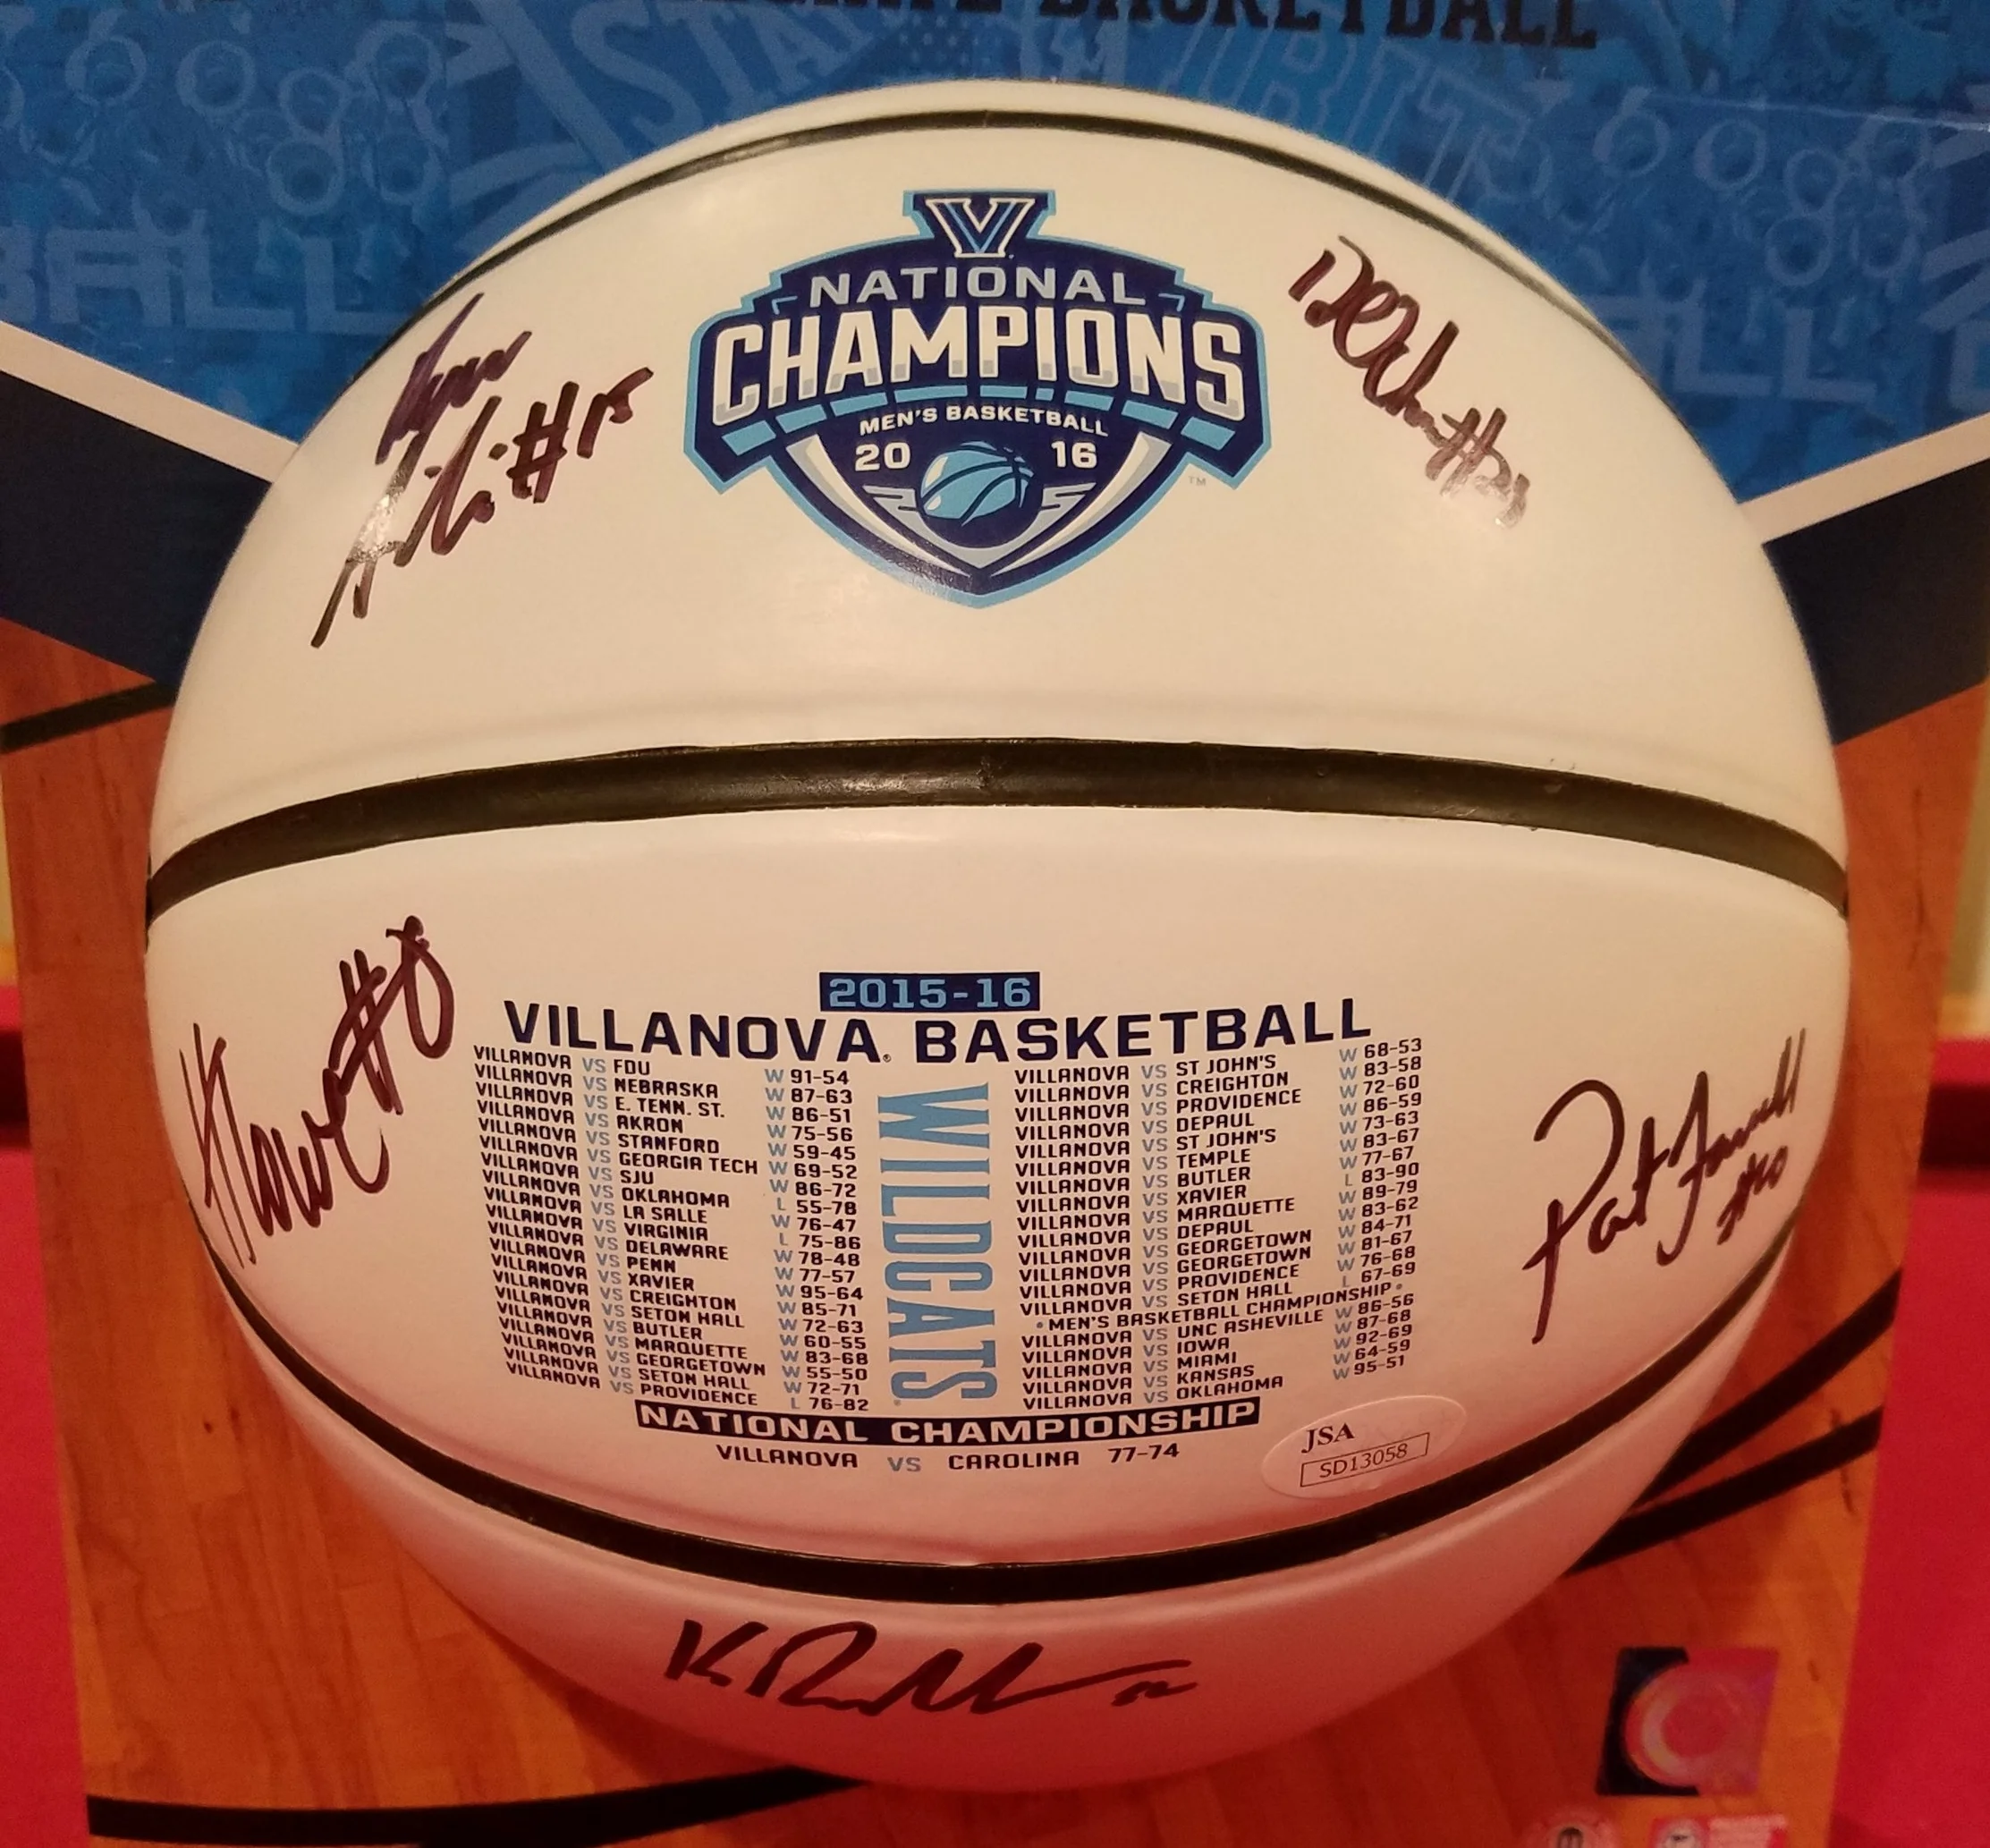 BASKETBALL
V
NATIONAL
CHAMPIONS
MEN'S BASKETBALL
20 16
TM
#15
#0
Pat Farrell
#10
2015-16
VILLANOVA® BASKETBALL
VILLANOVA VS FDU W 91-54
VILLANOVA VS NEBRASKA W 87-63
VILLANOVA VS E. TENN. ST. W 86-51
VILLANOVA VS AKRON W 75-56
VILLANOVA VS STANFORD W 59-45
VILLANOVA VS GEORGIA TECH W 69-52
VILLANOVA VS SJU W 86-72
VILLANOVA VS OKLAHOMA L 55-78
VILLANOVA VS LA SALLE W 76-47
VILLANOVA VS VIRGINIA L 75-86
VILLANOVA VS DELAWARE W 78-48
VILLANOVA VS PENN W 77-57
VILLANOVA VS XAVIER W 95-64
VILLANOVA VS CREIGHTON W 85-71
VILLANOVA VS SETON HALL W 72-63
VILLANOVA VS BUTLER W 60-55
VILLANOVA VS MARQUETTE W 83-68
VILLANOVA VS GEORGETOWN W 55-50
VILLANOVA VS SETON HALL W 72-71
VILLANOVA VS PROVIDENCE L 76-82
WILDCATS
VILLANOVA VS ST JOHN'S W 68-53
VILLANOVA VS CREIGHTON W 83-58
VILLANOVA VS PROVIDENCE W 72-60
VILLANOVA VS DEPAUL W 86-59
VILLANOVA VS ST JOHN'S W 73-63
VILLANOVA VS TEMPLE W 83-67
VILLANOVA VS BUTLER W 77-67
VILLANOVA VS XAVIER L 83-90
VILLANOVA VS MARQUETTE W 89-79
VILLANOVA VS DEPAUL W 83-62
VILLANOVA VS GEORGETOWN W 84-71
VILLANOVA VS GEORGETOWN W 81-67
VILLANOVA VS PROVIDENCE W 76-68
VILLANOVA VS SETON HALL L 67-69
•MEN'S BASKETBALL CHAMPIONSHIP•
VILLANOVA VS UNC ASHEVILLE W 86-56
VILLANOVA VS IOWA W 87-68
VILLANOVA VS MIAMI W 92-69
VILLANOVA VS KANSAS W 64-59
VILLANOVA VS OKLAHOMA W 95-51
NATIONAL CHAMPIONSHIP
VILLANOVA VS CAROLINA 77-74
JSA
SD13058